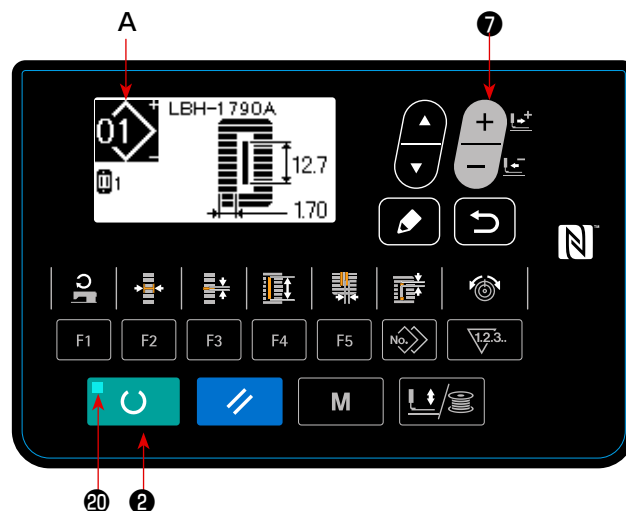 A ❼
LBH-1790A
01 + −
12.7
1
1.70
+
−
N™
F1 F2 F3 F4 F5 No. 1.2.3..
M /
⓴ ❷